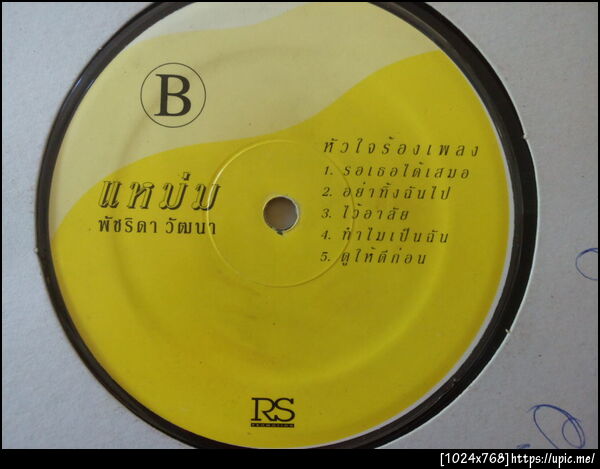 B
หัวใจร้องเพลง
1. รอเธอได้เสมอ
2. อย่าทิ้งฉันไป
3. ไว้อาลัย
4. ทำไมเป็นฉัน
5. ดูให้ดีก่อน
แหม่ม
พัชริดา วัฒนา
RS
PROMOTION
[1024x768]https://upic.me/